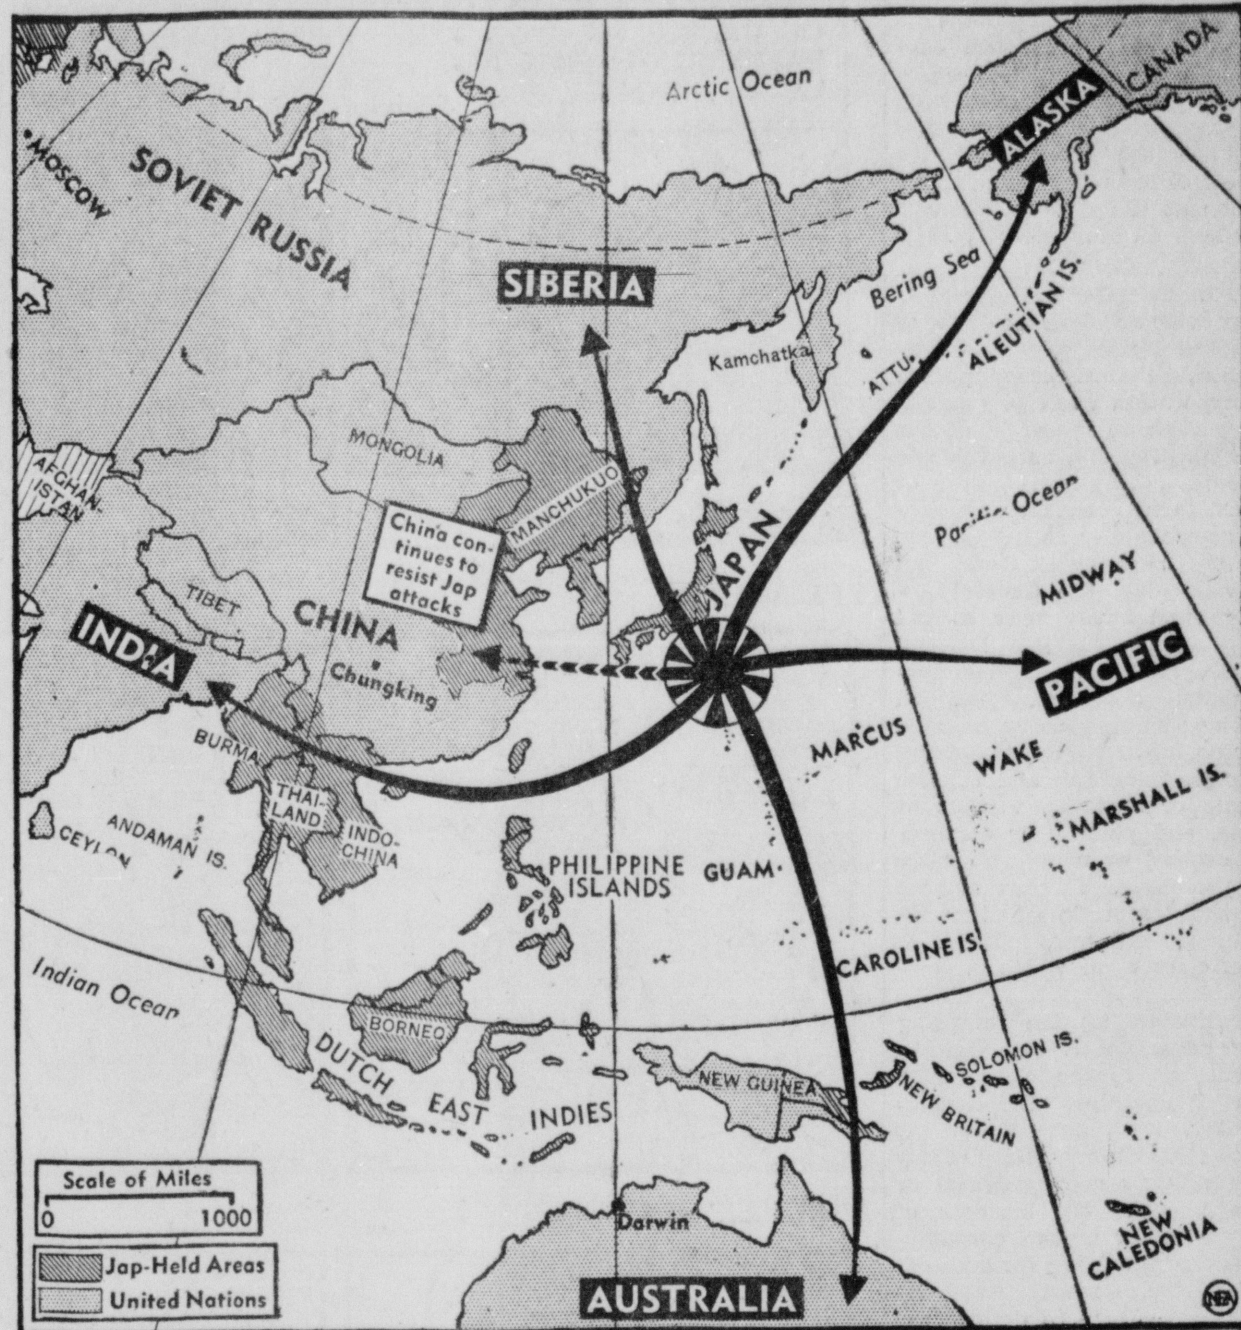 Arctic Ocean
CANADA
ALASKA
MOSCOW
SOVIET RUSSIA
SIBERIA
Bering Sea
ALEUTIAN IS.
Kamchatka
ATTU
MONGOLIA
AFGHAN-
ISTAN
MANCHUKUO
China con-
tinues to
resist Jap
attacks
JAPAN
Pacific Ocean
MIDWAY
TIBET
CHINA
INDIA
Chungking
PACIFIC
BURMA
MARCUS
WAKE
MARSHALL IS.
THAI-
LAND
INDO-
CHINA
ANDAMAN IS.
CEYLON
PHILIPPINE
ISLANDS
GUAM
CAROLINE IS.
Indian Ocean
BORNEO
DUTCH EAST INDIES
NEW GUINEA
NEW BRITAIN
SOLOMON IS.
Scale of Miles
0 1000
Darwin
NEW
CALEDONIA
Jap-Held Areas
United Nations
AUSTRALIA
NEA